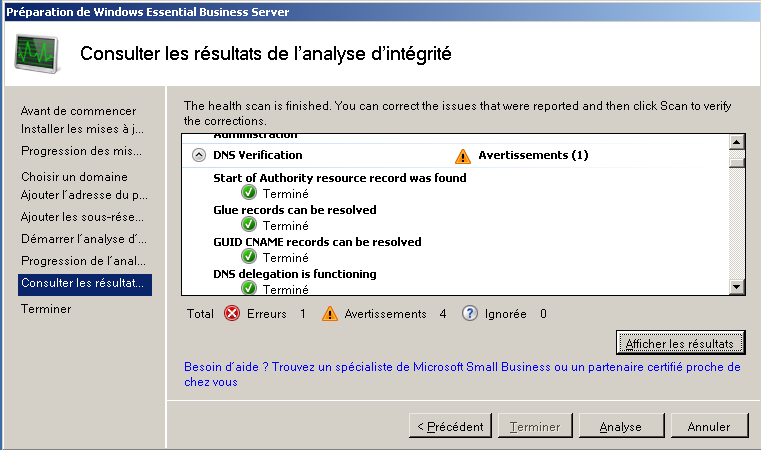 Préparation de Windows Essential Business Server
Consulter les résultats de l'analyse d'intégrité
Avant de commencer
Installer les mises à j...
Progression des mis...
Choisir un domaine
Ajouter l'adresse du p...
Ajouter les sous-rése...
Démarrer l'analyse d'...
Progression de l'anal...
Consulter les résultat...
Terminer
The health scan is finished. You can correct the issues that were reported and then click Scan to verify
the corrections.
Administration
DNS Verification Avertissements (1)
Start of Authority resource record was found
Terminé
Glue records can be resolved
Terminé
GUID CNAME records can be resolved
Terminé
DNS delegation is functioning
Terminé
Total Erreurs 1 Avertissements 4 Ignorée 0
Afficher les résultats
Besoin d'aide ? Trouvez un spécialiste de Microsoft Small Business ou un partenaire certifié proche de
chez vous
< Précédent Terminer Analyse Annuler